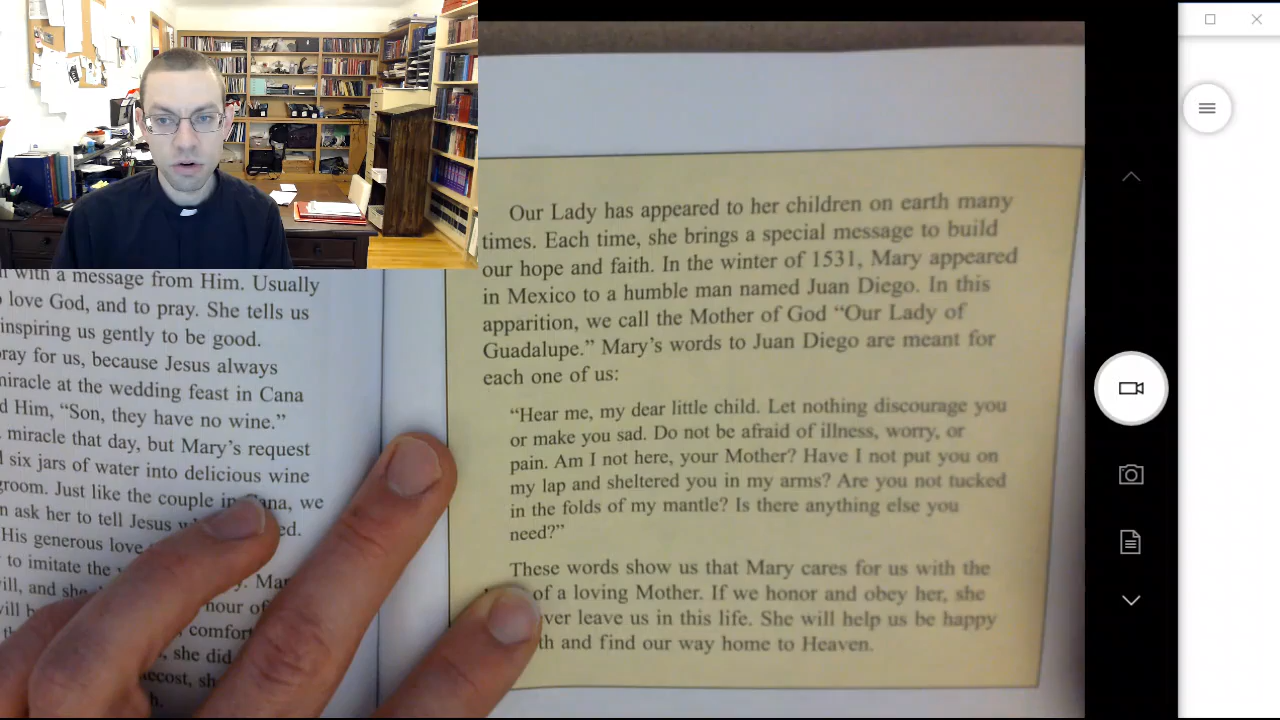 with a message from Him. Usually
love God, and to pray. She tells us
inspiring us gently to be good.
for us, because Jesus always
at the wedding feast in Cana
Him, “Son, they have no wine.”
miracle that day, but Mary’s request
six jars of water into delicious wine
Just like the couple in Cana, we
ask her to tell Jesus
His generous love
to imitate the
and she
hour of
comfort
she did
Our Lady has appeared to her children on earth many
times. Each time, she brings a special message to build
our hope and faith. In the winter of 1531, Mary appeared
in Mexico to a humble man named Juan Diego. In this
apparition, we call the Mother of God “Our Lady of
Guadalupe.” Mary’s words to Juan Diego are meant for
each one of us:
“Hear me, my dear little child. Let nothing discourage you
or make you sad. Do not be afraid of illness, worry, or
pain. Am I not here, your Mother? Have I not put you on
my lap and sheltered you in my arms? Are you not tucked
in the folds of my mantle? Is there anything else you
need?”
These words show us that Mary cares for us with the
of a loving Mother. If we honor and obey her, she
leave us in this life. She will help us be happy
and find our way home to Heaven.